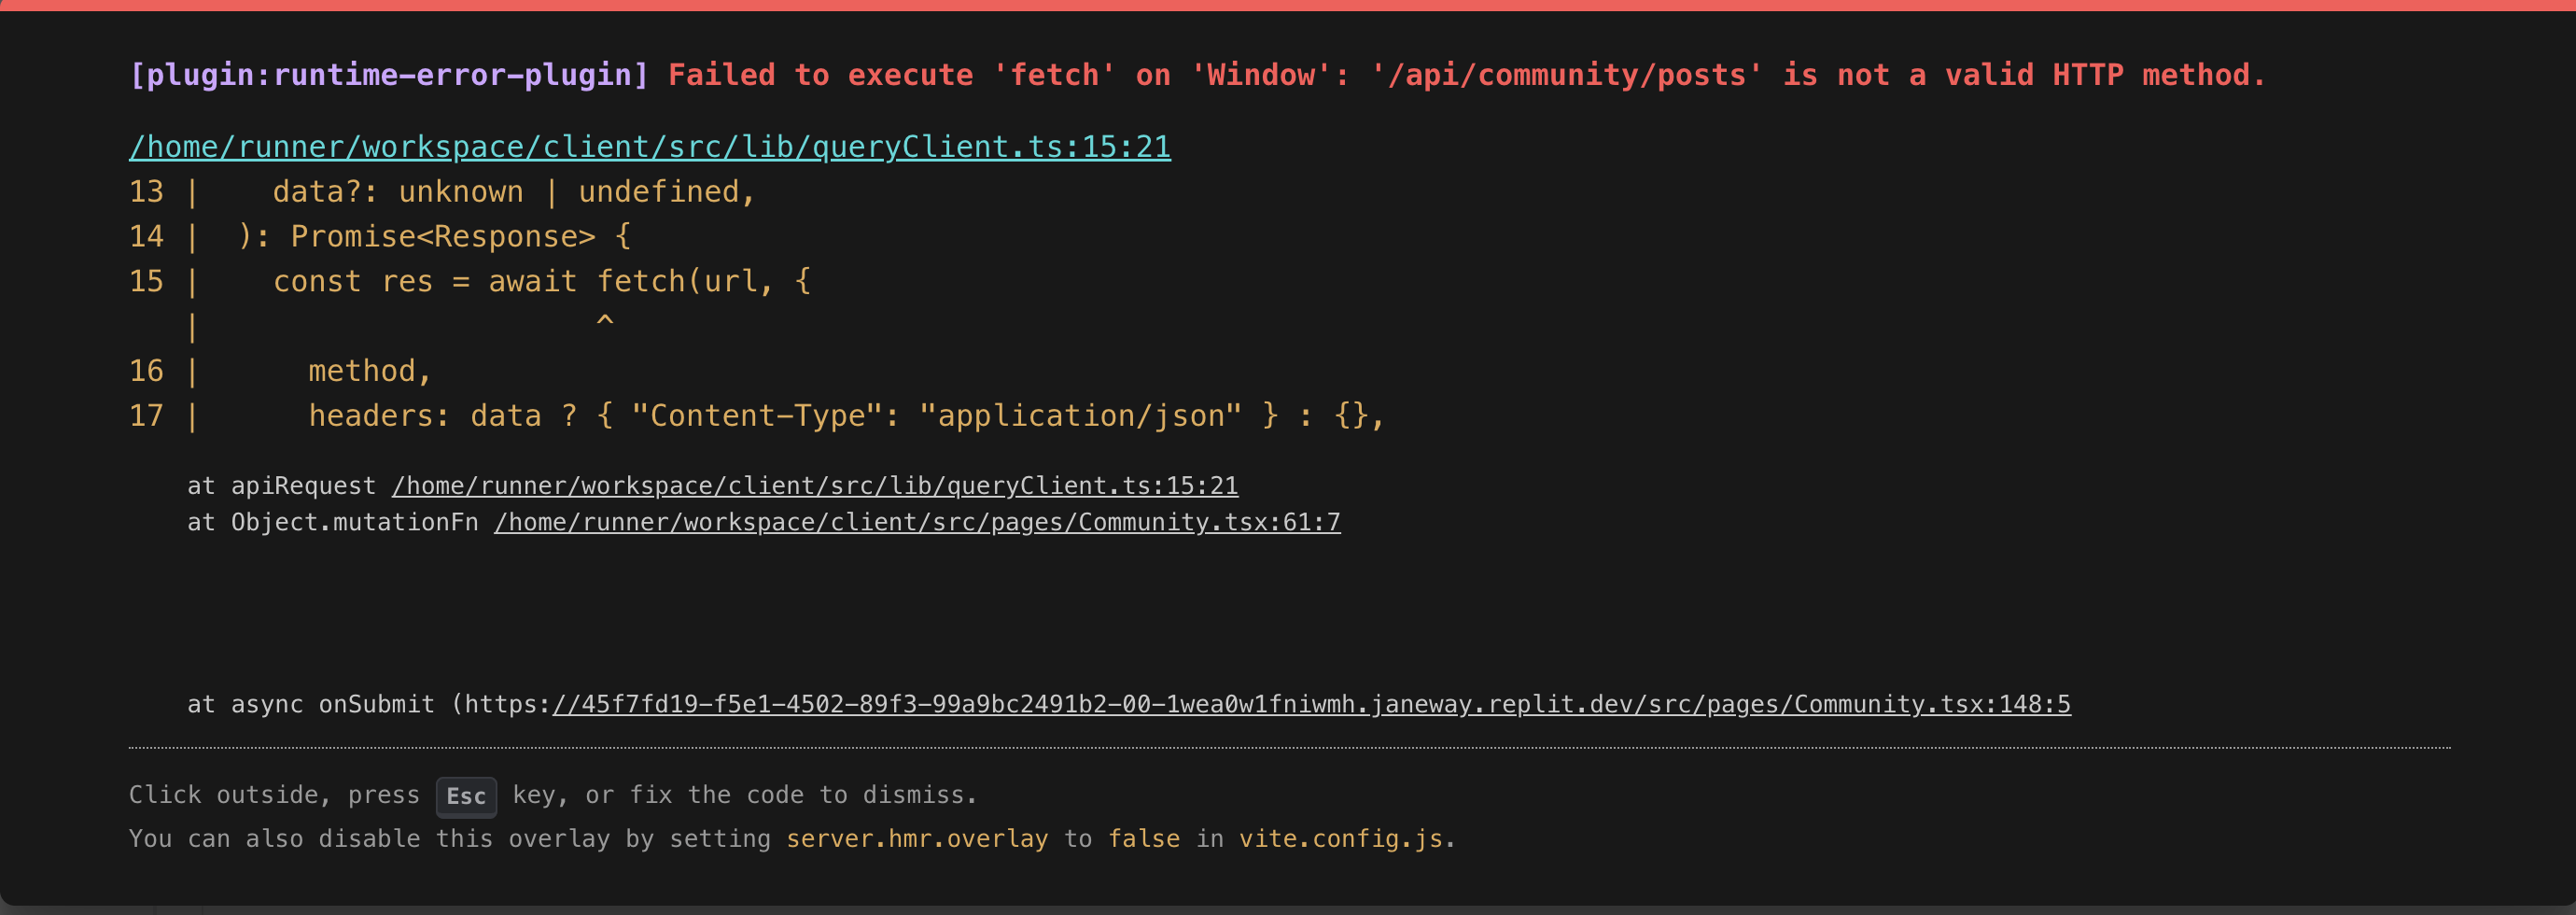 [plugin:runtime-error-plugin] Failed to execute 'fetch' on 'Window': '/api/community/posts' is not a valid HTTP method.
/home/runner/workspace/client/src/lib/queryClient.ts:15:21
13 |    data?: unknown | undefined,
14 |  ): Promise<Response> {
15 |    const res = await fetch(url, {
   |                      ^
16 |      method,
17 |      headers: data ? { "Content-Type": "application/json" } : {},
at apiRequest /home/runner/workspace/client/src/lib/queryClient.ts:15:21
at Object.mutationFn /home/runner/workspace/client/src/pages/Community.tsx:61:7
at async onSubmit (https://45f7fd19-f5e1-4502-89f3-99a9bc2491b2-00-1wea0w1fniwmh.janeway.replit.dev/src/pages/Community.tsx:148:5
Click outside, press Esc key, or fix the code to dismiss.
You can also disable this overlay by setting server.hmr.overlay to false in vite.config.js.